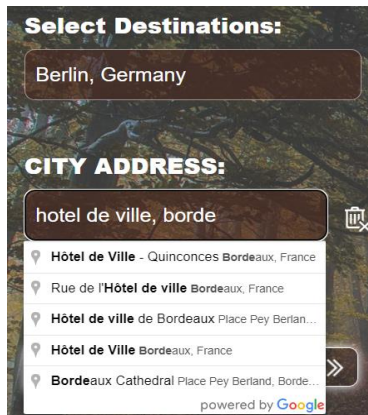 Select Destinations:
Berlin, Germany
CITY ADDRESS:
hotel de ville, borde
Hôtel de Ville - Quinconces Bordeaux, France
Rue de l'Hôtel de ville Bordeaux, France
Hôtel de ville de Bordeaux Place Pey Berlan...
Hôtel de Ville Bordeaux, France
Bordeaux Cathedral Place Pey Berland, Borde...
powered by Google